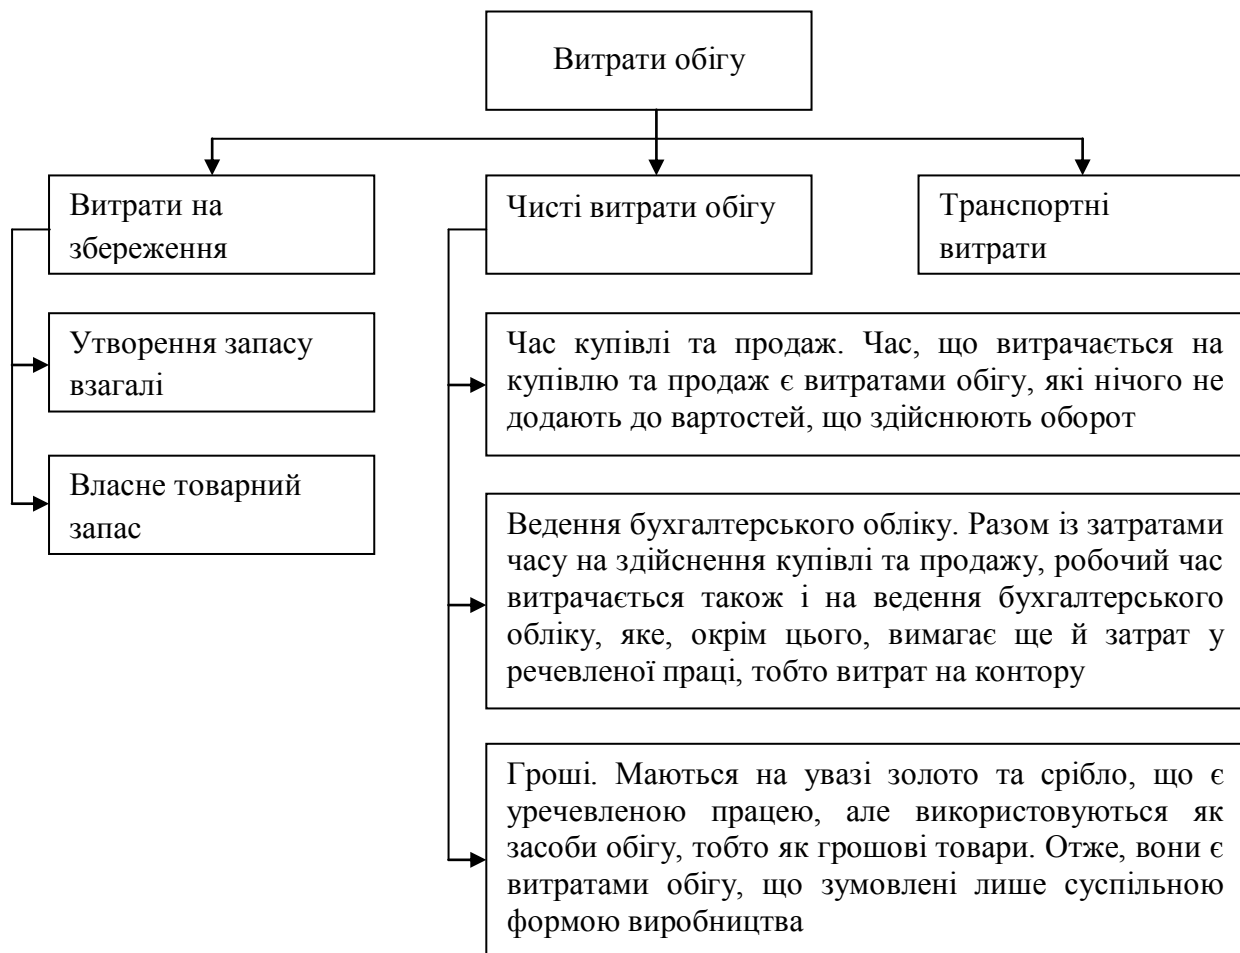 Витрати обігу
Витрати на
збереження
Чисті витрати обігу
Транспортні
витрати
Утворення запасу
взагалі
Власне товарний
запас
Час купівлі та продаж. Час, що витрачається на
купівлю та продаж є витратами обігу, які нічого не
додають до вартостей, що здійснюють оборот
Ведення бухгалтерського обліку. Разом із затратами
часу на здійснення купівлі та продажу, робочий час
витрачається також і на ведення бухгалтерського
обліку, яке, окрім цього, вимагає ще й затрат у
речевленої праці, тобто витрат на контору
Гроші. Маються на увазі золото та срібло, що є
уречевленою працею, але використовуються як
засоби обігу, тобто як грошові товари. Отже, вони є
витратами обігу, що зумовлені лише суспільною
формою виробництва